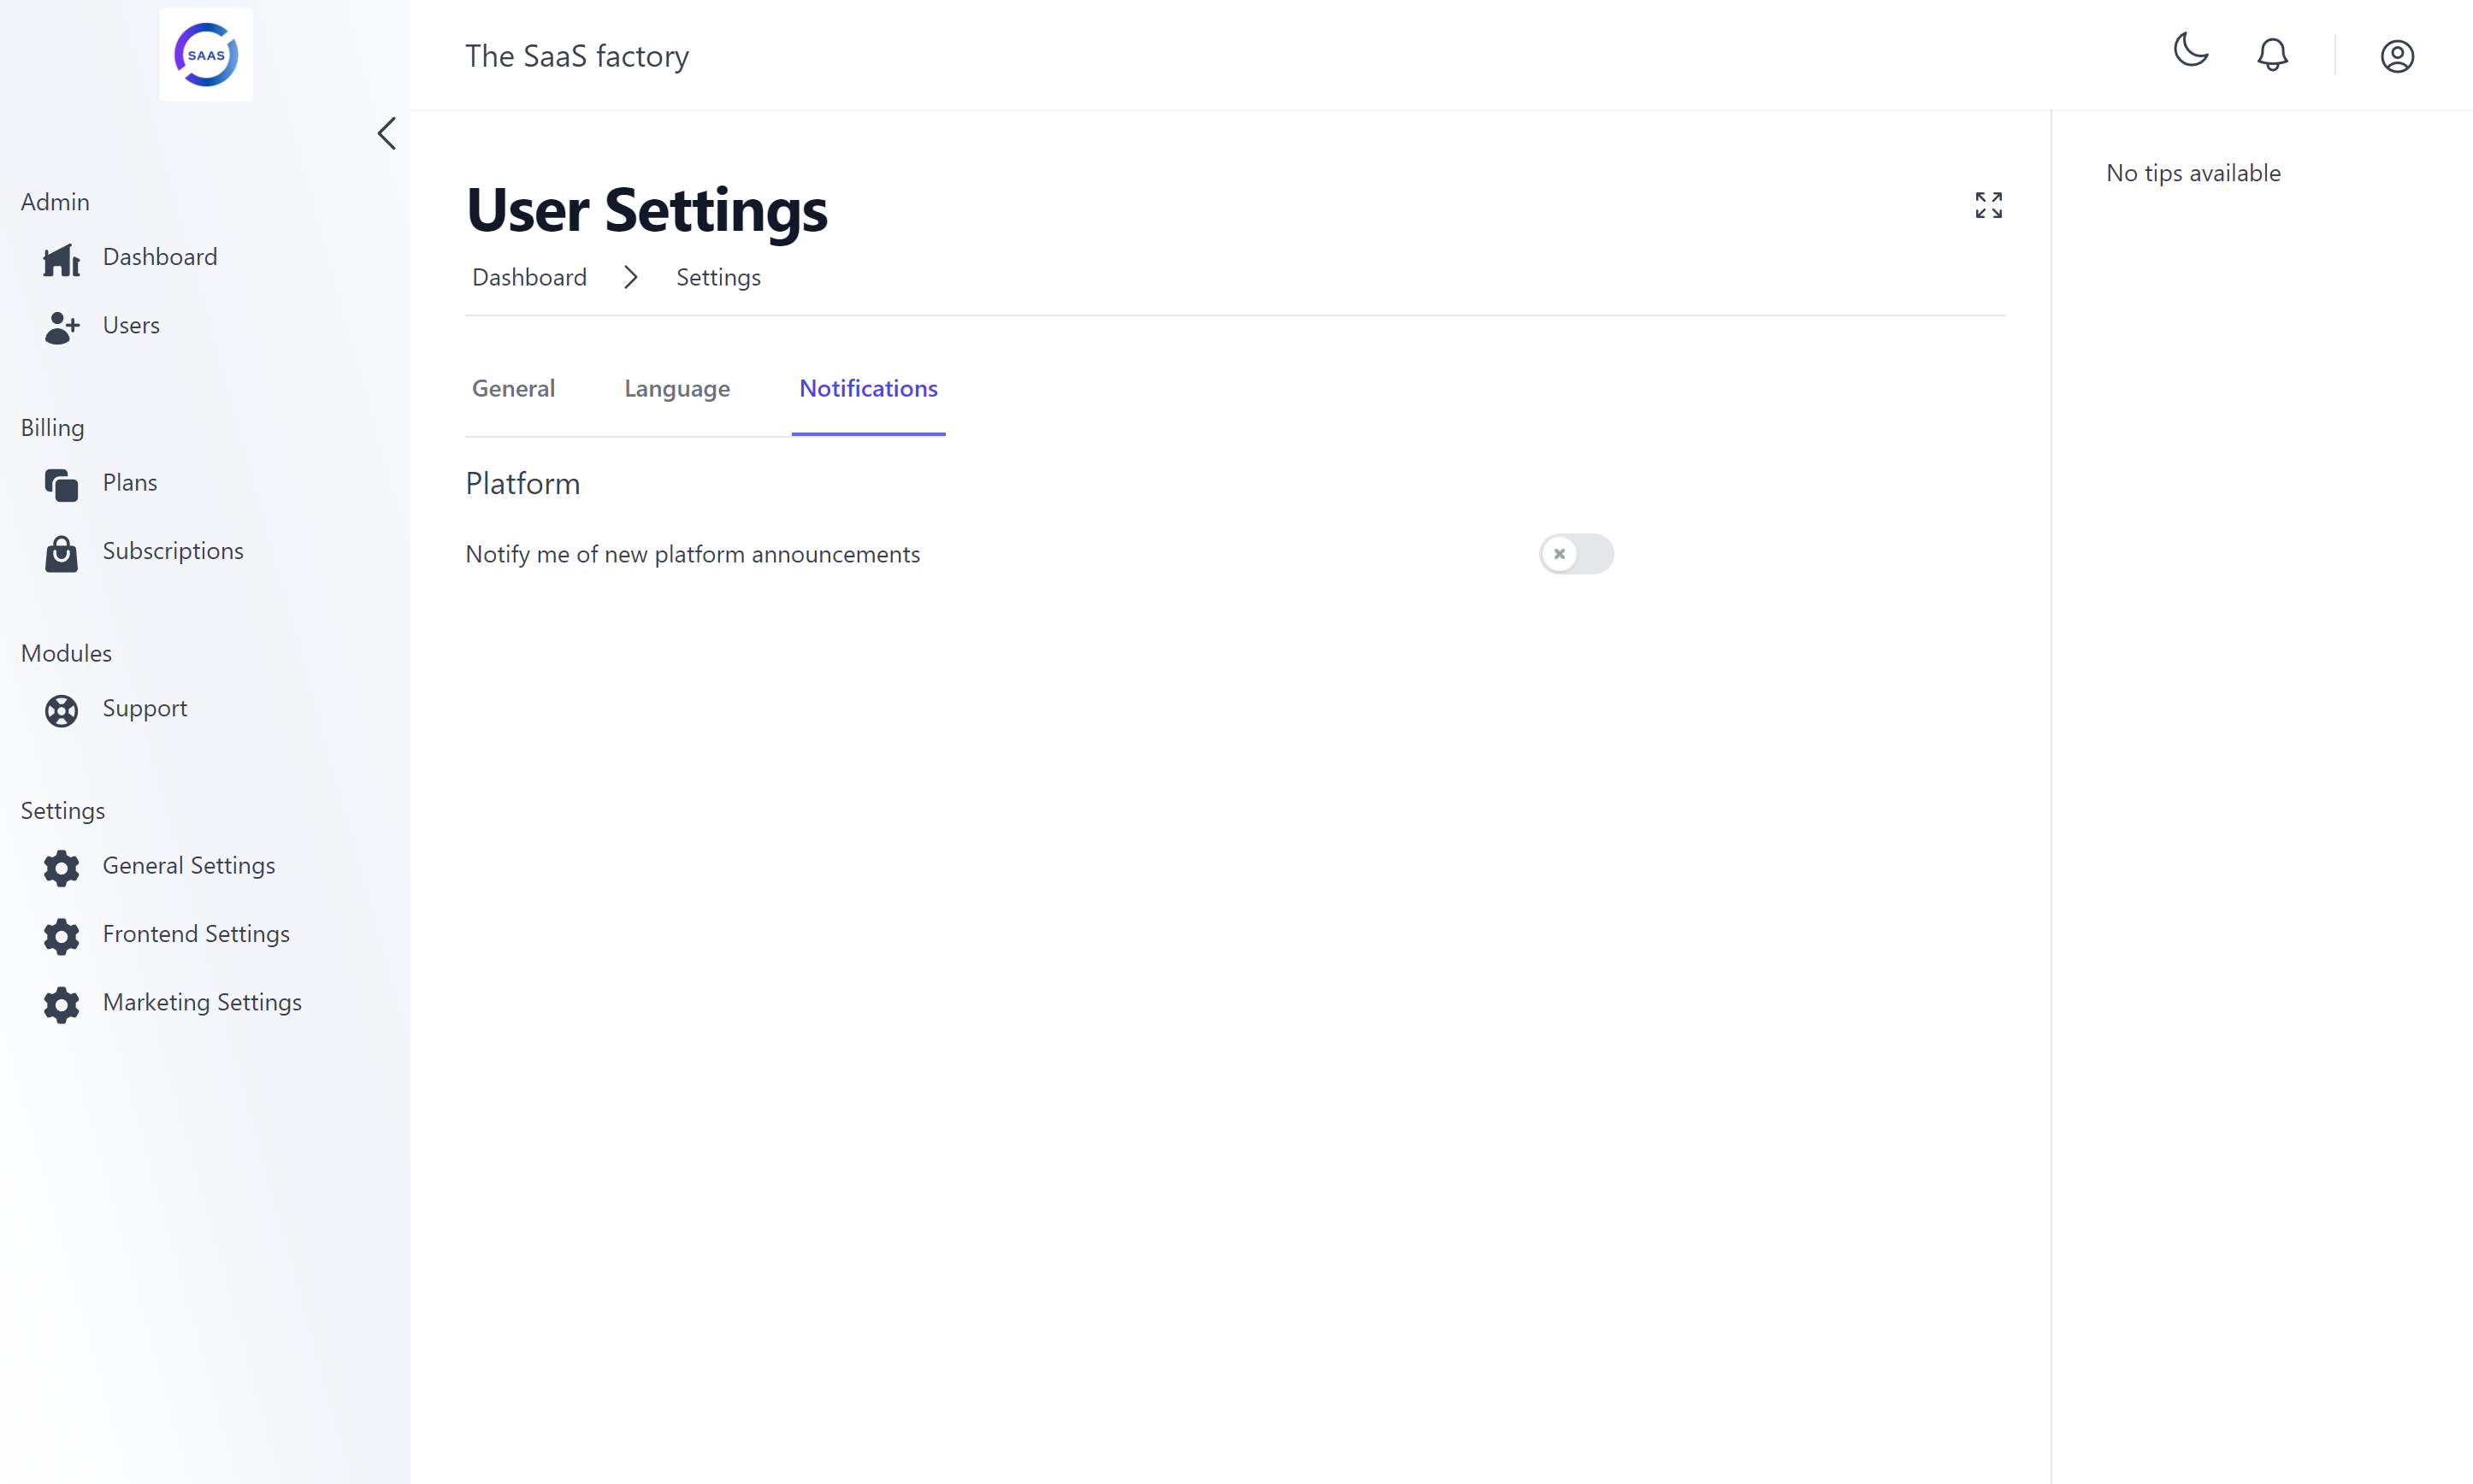 SAAS
The SaaS factory
Admin
Dashboard
Users
Billing
Plans
Subscriptions
Modules
Support
Settings
General Settings
Frontend Settings
Marketing Settings
User Settings
Dashboard
Settings
General
Language
Notifications
Platform
Notify me of new platform announcements
No tips available